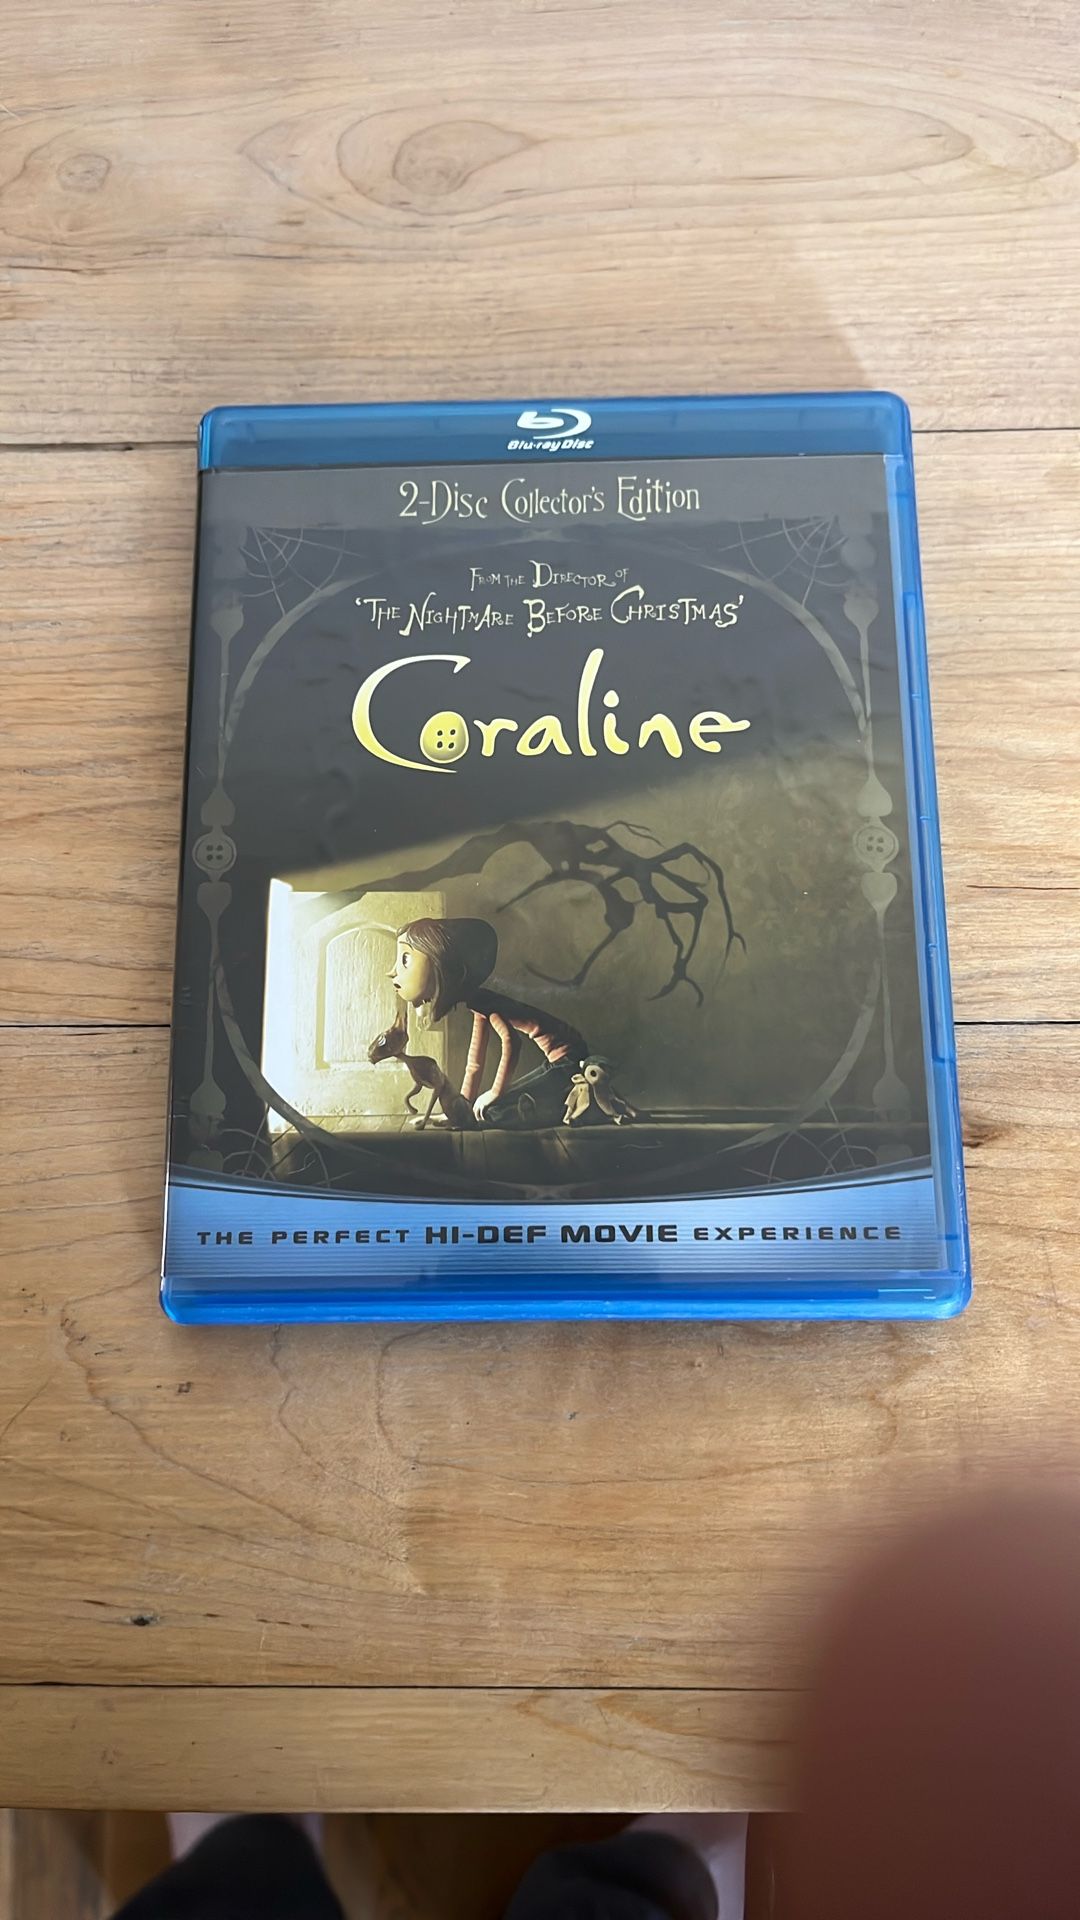 Blu-ray Disc
2-Disc Collector's Edition
FROM THE DIRECTOR OF
'THE NIGHTMARE BEFORE CHRISTMAS'
Coraline
THE PERFECT HI-DEF MOVIE EXPERIENCE